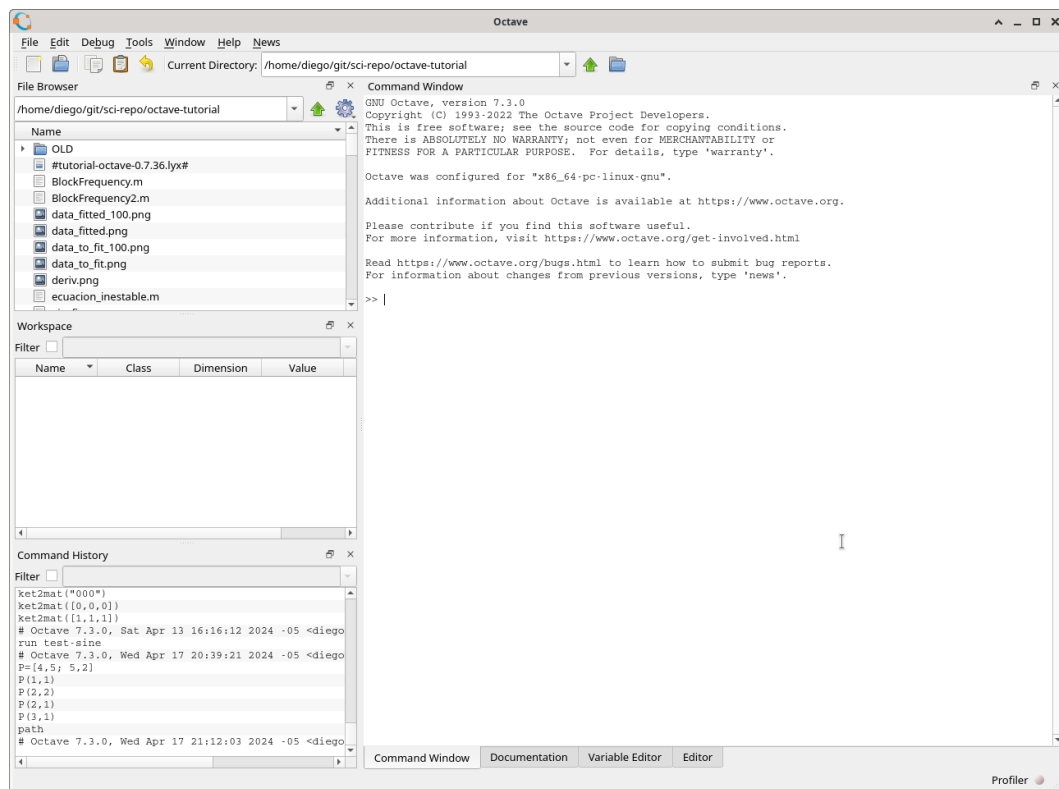 Octave
File Edit Debug Tools Window Help News
Current Directory: /home/diego/git/sci-repo/octave-tutorial
File Browser
/home/diego/git/sci-repo/octave-tutorial
Name
OLD
#tutorial-octave-0.7.36.lyx#
BlockFrequency.m
BlockFrequency2.m
data_fitted_100.png
data_fitted.png
data_to_fit_100.png
data_to_fit.png
deriv.png
ecuacion_inestable.m
Workspace
Filter
Name Class Dimension Value
Command History
Filter
ket2mat("000")
ket2mat([0,0,0])
ket2mat([1,1,1])
# Octave 7.3.0, Sat Apr 13 16:16:12 2024 -05 <diego
run test-sine
# Octave 7.3.0, Wed Apr 17 20:39:21 2024 -05 <diego
P=[4,5; 5,2]
P(1,1)
P(2,2)
P(2,1)
P(3,1)
path
# Octave 7.3.0, Wed Apr 17 21:12:03 2024 -05 <diego
Command Window
GNU Octave, version 7.3.0
Copyright (C) 1993-2022 The Octave Project Developers.
This is free software; see the source code for copying conditions.
There is ABSOLUTELY NO WARRANTY; not even for MERCHANTABILITY or
FITNESS FOR A PARTICULAR PURPOSE.  For details, type 'warranty'.
Octave was configured for "x86_64-pc-linux-gnu".
Additional information about Octave is available at https://www.octave.org.
Please contribute if you find this software useful.
For more information, visit https://www.octave.org/get-involved.html
Read https://www.octave.org/bugs.html to learn how to submit bug reports.
For information about changes from previous versions, type 'news'.
>>
Command Window Documentation Variable Editor Editor
Profiler